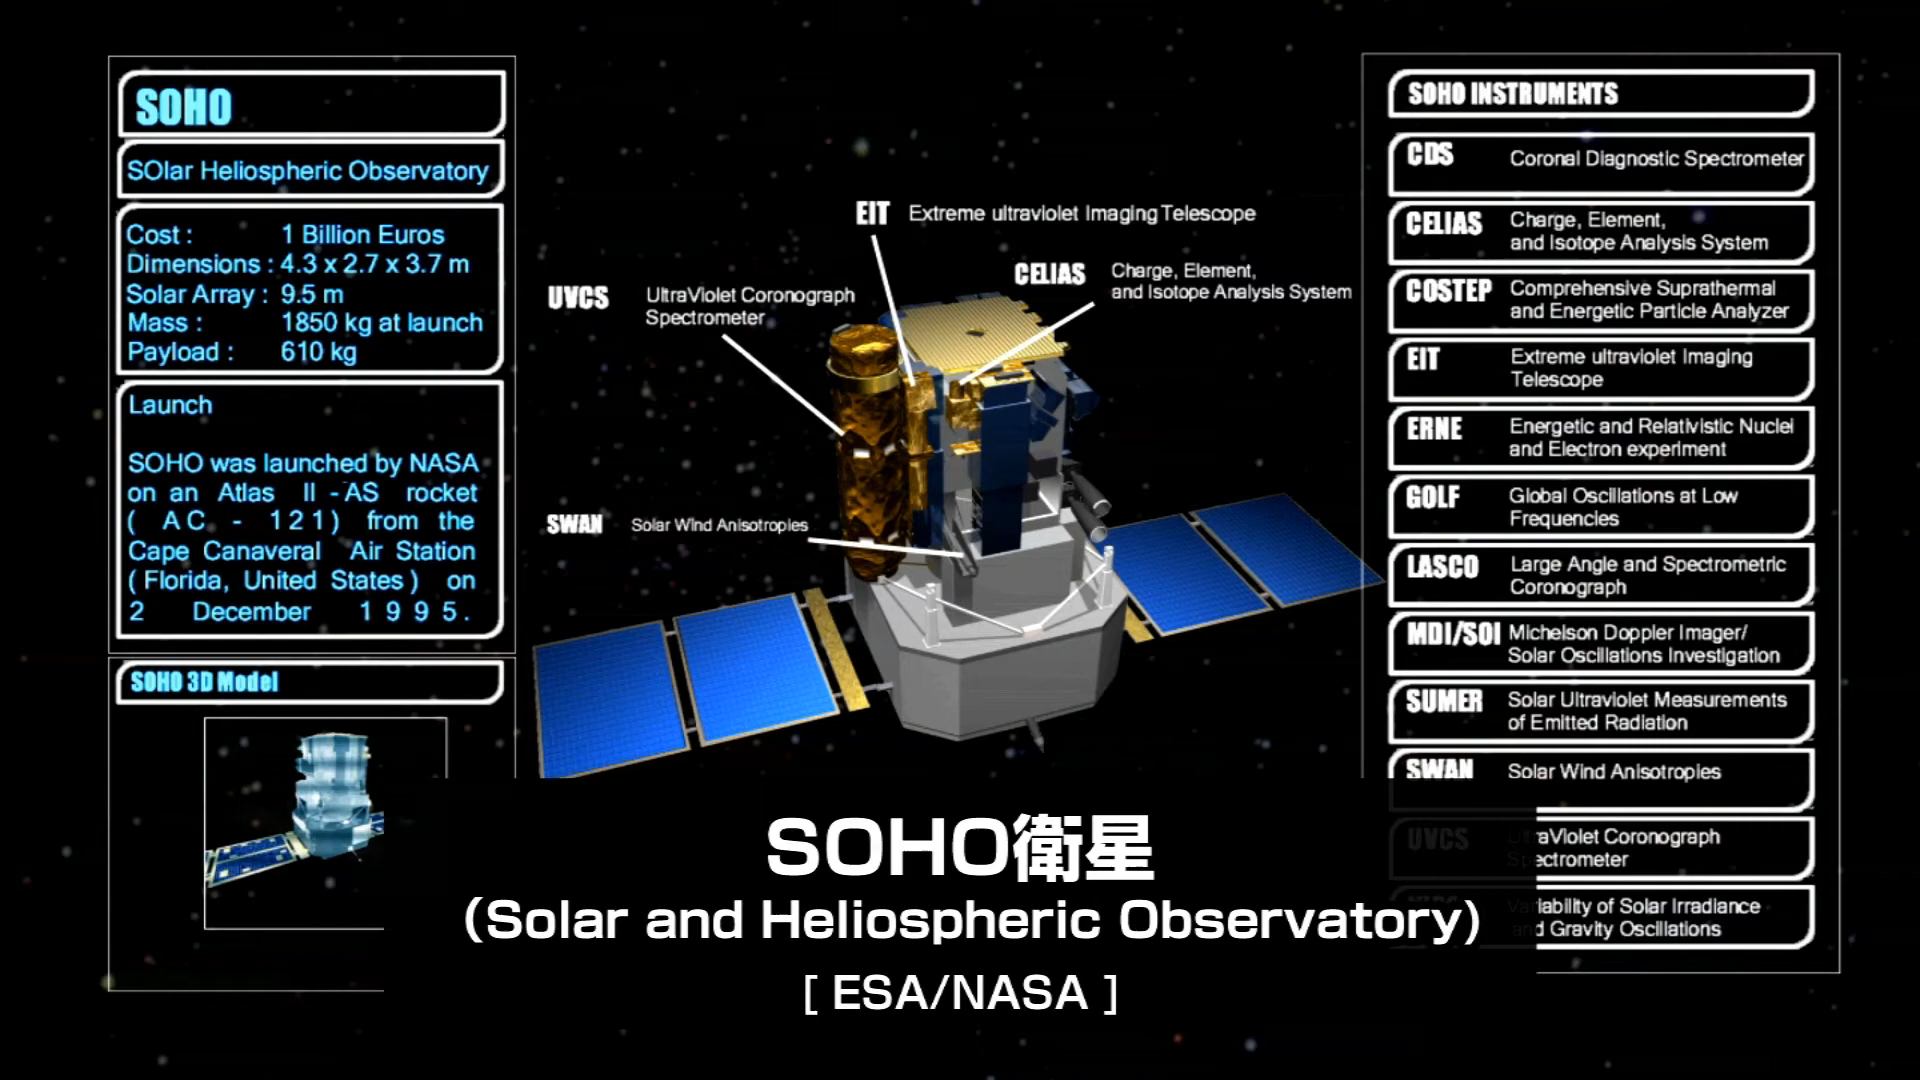 SOHO
SOlar Heliospheric Observatory
Cost : 1 Billion Euros
Dimensions : 4.3 x 2.7 x 3.7 m
Solar Array : 9.5 m
Mass : 1850 kg at launch
Payload : 610 kg
Launch
SOHO was launched by NASA
on an Atlas II -AS rocket
( AC - 121) from the
Cape Canaveral Air Station
( Florida, United States ) on
2 December 1995.
SOHO 3D Model
EIT Extreme ultraviolet Imaging Telescope
CELIAS Charge, Element,
and Isotope Analysis System
UVCS UltraViolet Coronograph
Spectrometer
SWAN Solar Wind Anisotropies
SOHO INSTRUMENTS
CDS Coronal Diagnostic Spectrometer
CELIAS Charge, Element,
and Isotope Analysis System
COSTEP Comprehensive Suprathermal
and Energetic Particle Analyzer
EIT Extreme ultraviolet Imaging
Telescope
ERNE Energetic and Relativistic Nuclei
and Electron experiment
GOLF Global Oscillations at Low
Frequencies
LASCO Large Angle and Spectrometric
Coronograph
MDI/SOI Michelson Doppler Imager/
Solar Oscillations Investigation
SUMER Solar Ultraviolet Measurements
of Emitted Radiation
SWAN Solar Wind Anisotropies
UVCS UltraViolet Coronograph
Spectrometer
Variability of Solar Irradiance
and Gravity Oscillations
SOHO衛星
(Solar and Heliospheric Observatory)
[ ESA/NASA ]